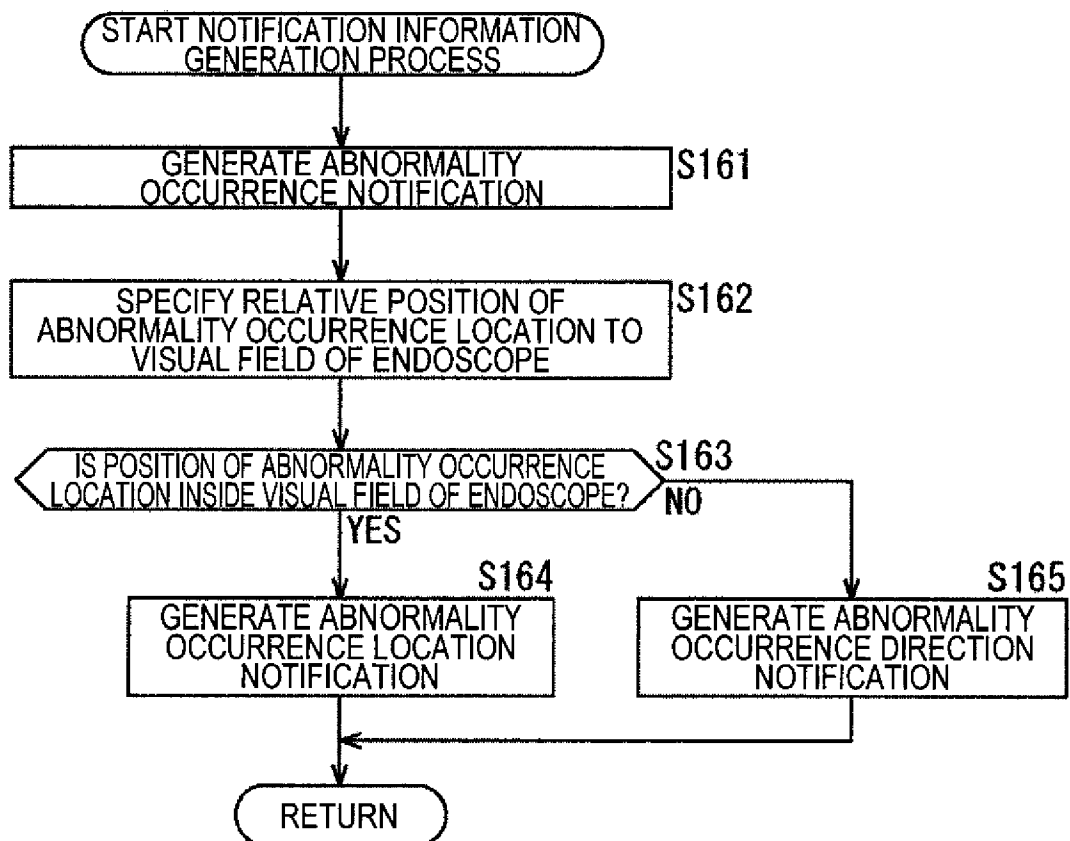 START NOTIFICATION INFORMATION
GENERATION PROCESS
GENERATE ABNORMALITY
OCCURRENCE NOTIFICATION
S161
SPECIFY RELATIVE POSITION OF
ABNORMALITY OCCURRENCE LOCATION TO
VISUAL FIELD OF ENDOSCOPE
S162
IS POSITION OF ABNORMALITY OCCURRENCE
LOCATION INSIDE VISUAL FIELD OF ENDOSCOPE?
S163
NO
YES
S164
GENERATE ABNORMALITY
OCCURRENCE LOCATION
NOTIFICATION
S165
GENERATE ABNORMALITY
OCCURRENCE DIRECTION
NOTIFICATION
RETURN